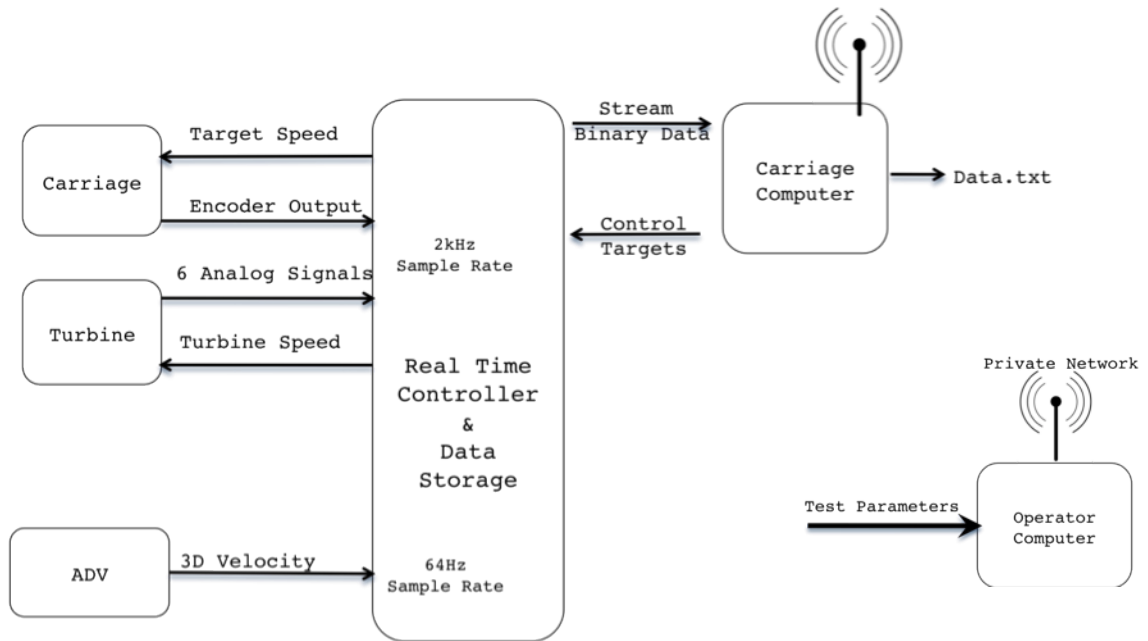 Carriage
Target Speed
Encoder Output
Turbine
6 Analog Signals
Turbine Speed
ADV
3D Velocity
2kHz
Sample Rate
Real Time
Controller
&
Data
Storage
64Hz
Sample Rate
Stream
Binary Data
Control
Targets
Carriage
Computer
Data.txt
Private Network
Test Parameters
Operator
Computer